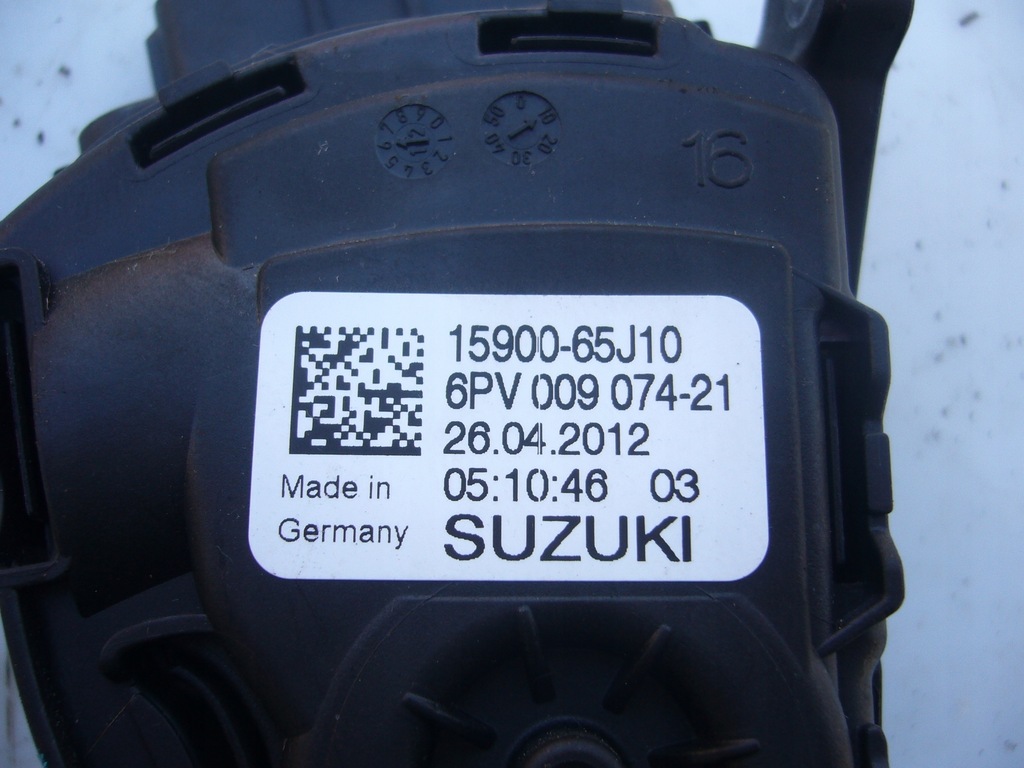 16
15900-65J10
6PV 009 074-21
26.04.2012
05:10:46 03
Made in
Germany
SUZUKI